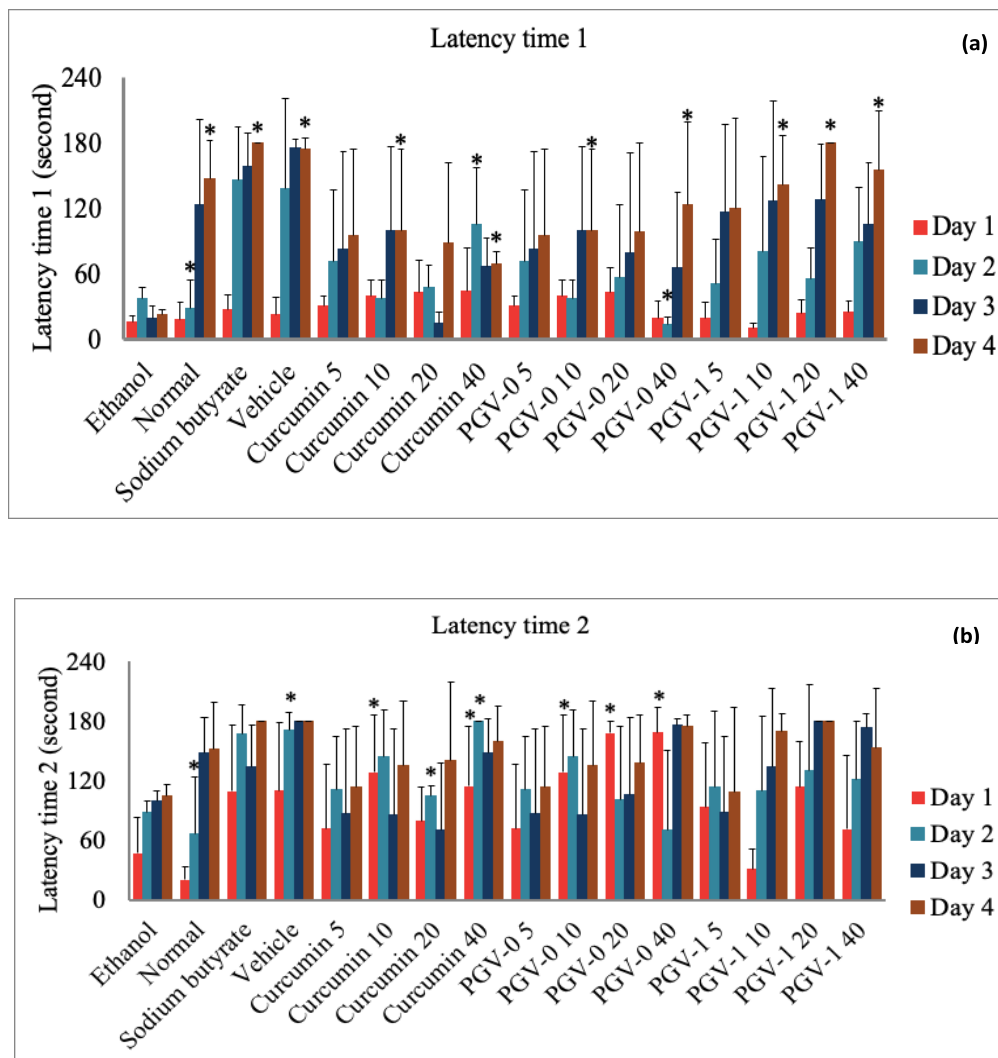 Latency time 1
(a)
Latency time 1 (second)
240
180
120
60
0
* * * * * * * * * * * * * *
Day 1
Day 2
Day 3
Day 4
Ethanol
Normal
Sodium butyrate
Vehicle
Curcumin 5
Curcumin 10
Curcumin 20
Curcumin 40
PGV-0 5
PGV-0 10
PGV-0 20
PGV-0 40
PGV-1 5
PGV-1 10
PGV-1 20
PGV-1 40
Latency time 2
(b)
Latency time 2 (second)
240
180
120
60
0
* * * * * * * * *
Day 1
Day 2
Day 3
Day 4
Ethanol
Normal
Sodium butyrate
Vehicle
Curcumin 5
Curcumin 10
Curcumin 20
Curcumin 40
PGV-0 5
PGV-0 10
PGV-0 20
PGV-0 40
PGV-1 5
PGV-1 10
PGV-1 20
PGV-1 40